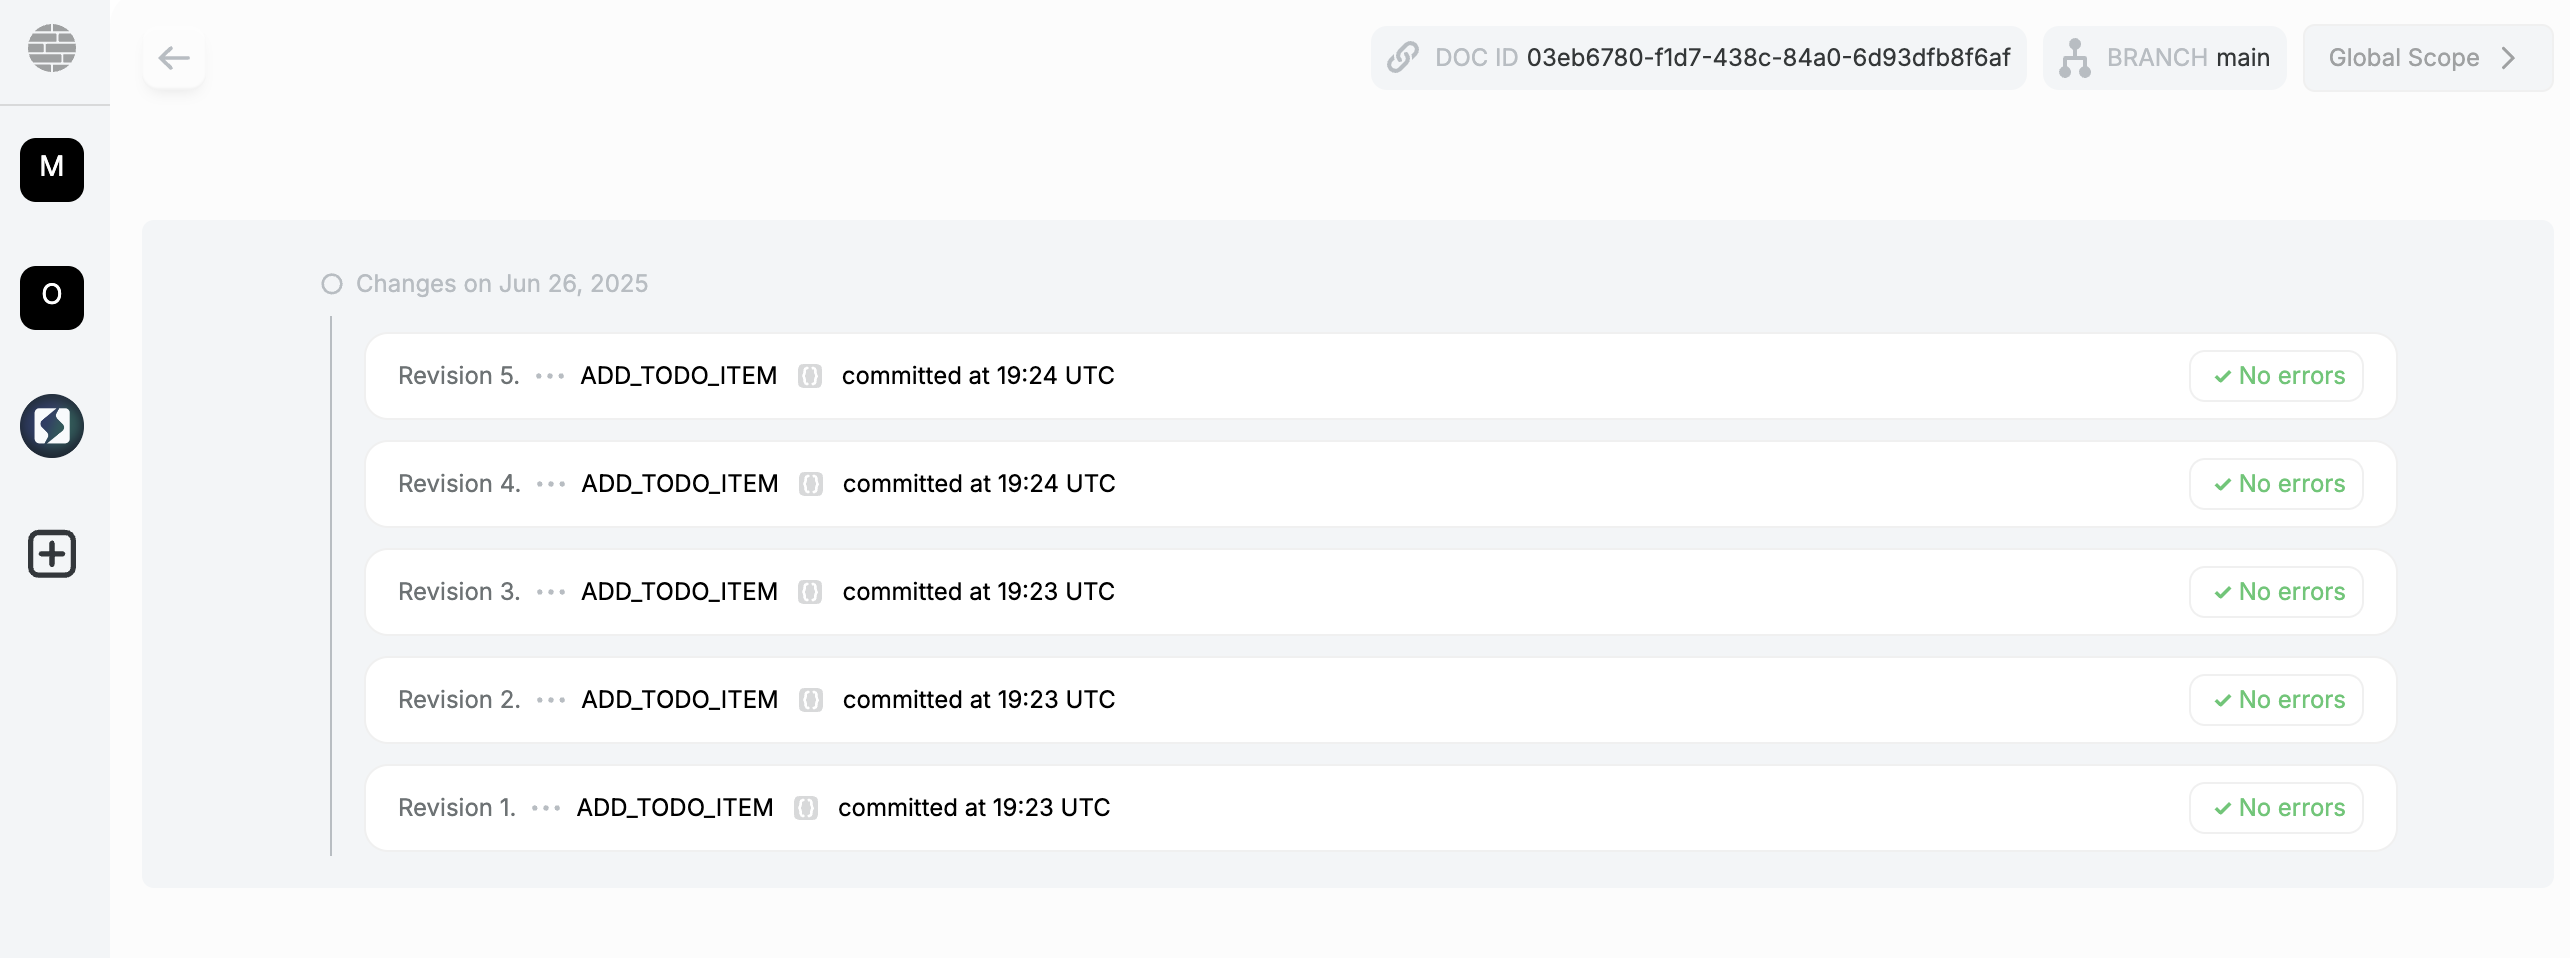 DOC ID 03eb6780-f1d7-438c-84a0-6d93dfb8f6af BRANCH main Global Scope
M
O
Changes on Jun 26, 2025
Revision 5. ADD_TODO_ITEM committed at 19:24 UTC No errors
Revision 4. ADD_TODO_ITEM committed at 19:24 UTC No errors
Revision 3. ADD_TODO_ITEM committed at 19:23 UTC No errors
Revision 2. ADD_TODO_ITEM committed at 19:23 UTC No errors
Revision 1. ADD_TODO_ITEM committed at 19:23 UTC No errors